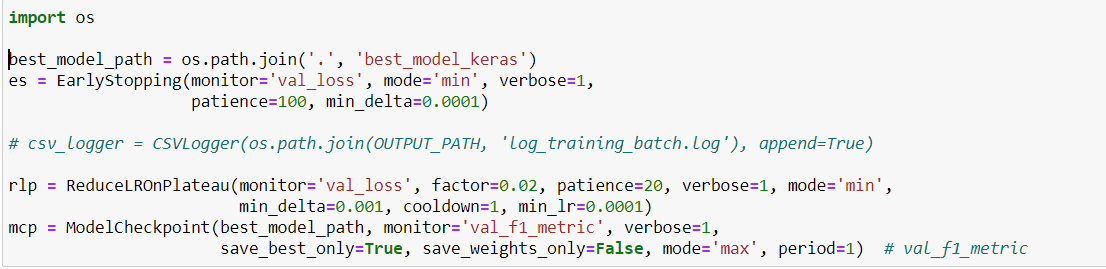 import os
best_model_path = os.path.join('.', 'best_model_keras')
es = EarlyStopping(monitor='val_loss', mode='min', verbose=1,
patience=100, min_delta=0.0001)
# csv_logger = CSVLogger(os.path.join(OUTPUT_PATH, 'log_training_batch.log'), append=True)
rlp = ReduceLROnPlateau(monitor='val_loss', factor=0.02, patience=20, verbose=1, mode='min',
min_delta=0.001, cooldown=1, min_lr=0.0001)
mcp = ModelCheckpoint(best_model_path, monitor='val_f1_metric', verbose=1,
save_best_only=True, save_weights_only=False, mode='max', period=1)  # val_f1_metric